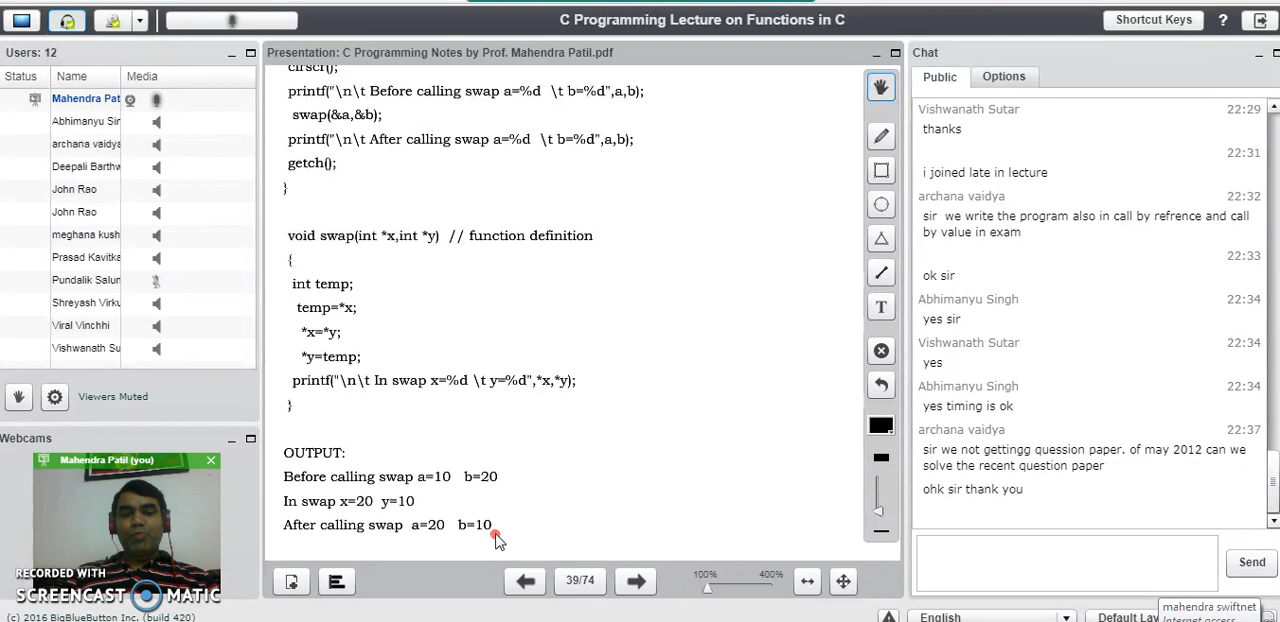 C Programming Lecture on Functions in C
Shortcut Keys
?
Users: 12
Status Name Media
Mahendra Pat
Abhimanyu Sir
archana vaidya
Deepali Barthw
John Rao
John Rao
meghana kush
Prasad Kavitka
Pundalik Salun
Shreyash Virku
Viral Vinchhi
Vishwanath Su
Viewers Muted
Webcams
Mahendra Patil (you)
RECORDED WITH
SCREENCAST MATIC
(c) 2016 BigBlueButton Inc. (build 420)
Presentation: C Programming Notes by Prof. Mahendra Patil.pdf
clrscr();
printf("\n\t Before calling swap a=%d \t b=%d",a,b);
swap(&a,&b);
printf("\n\t After calling swap a=%d \t b=%d",a,b);
getch();
}
void swap(int *x,int *y) // function definition
{
int temp;
temp=*x;
*x=*y;
*y=temp;
printf("\n\t In swap x=%d \t y=%d",*x,*y);
}
OUTPUT:
Before calling swap a=10 b=20
In swap x=20 y=10
After calling swap a=20 b=10
T
39/74
100%
400%
Chat
Public Options
Vishwanath Sutar 22:29
thanks
22:31
i joined late in lecture
archana vaidya 22:32
sir we write the program also in call by refrence and call
by value in exam
22:33
ok sir
Abhimanyu Singh 22:34
yes sir
Vishwanath Sutar 22:34
yes
Abhimanyu Singh 22:34
yes timing is ok
archana vaidya 22:37
sir we not gettingg quession paper. of may 2012 can we
solve the recent question paper
ohk sir thank you
Send
mahendra swiftnet
Internet access
English
Default Lay